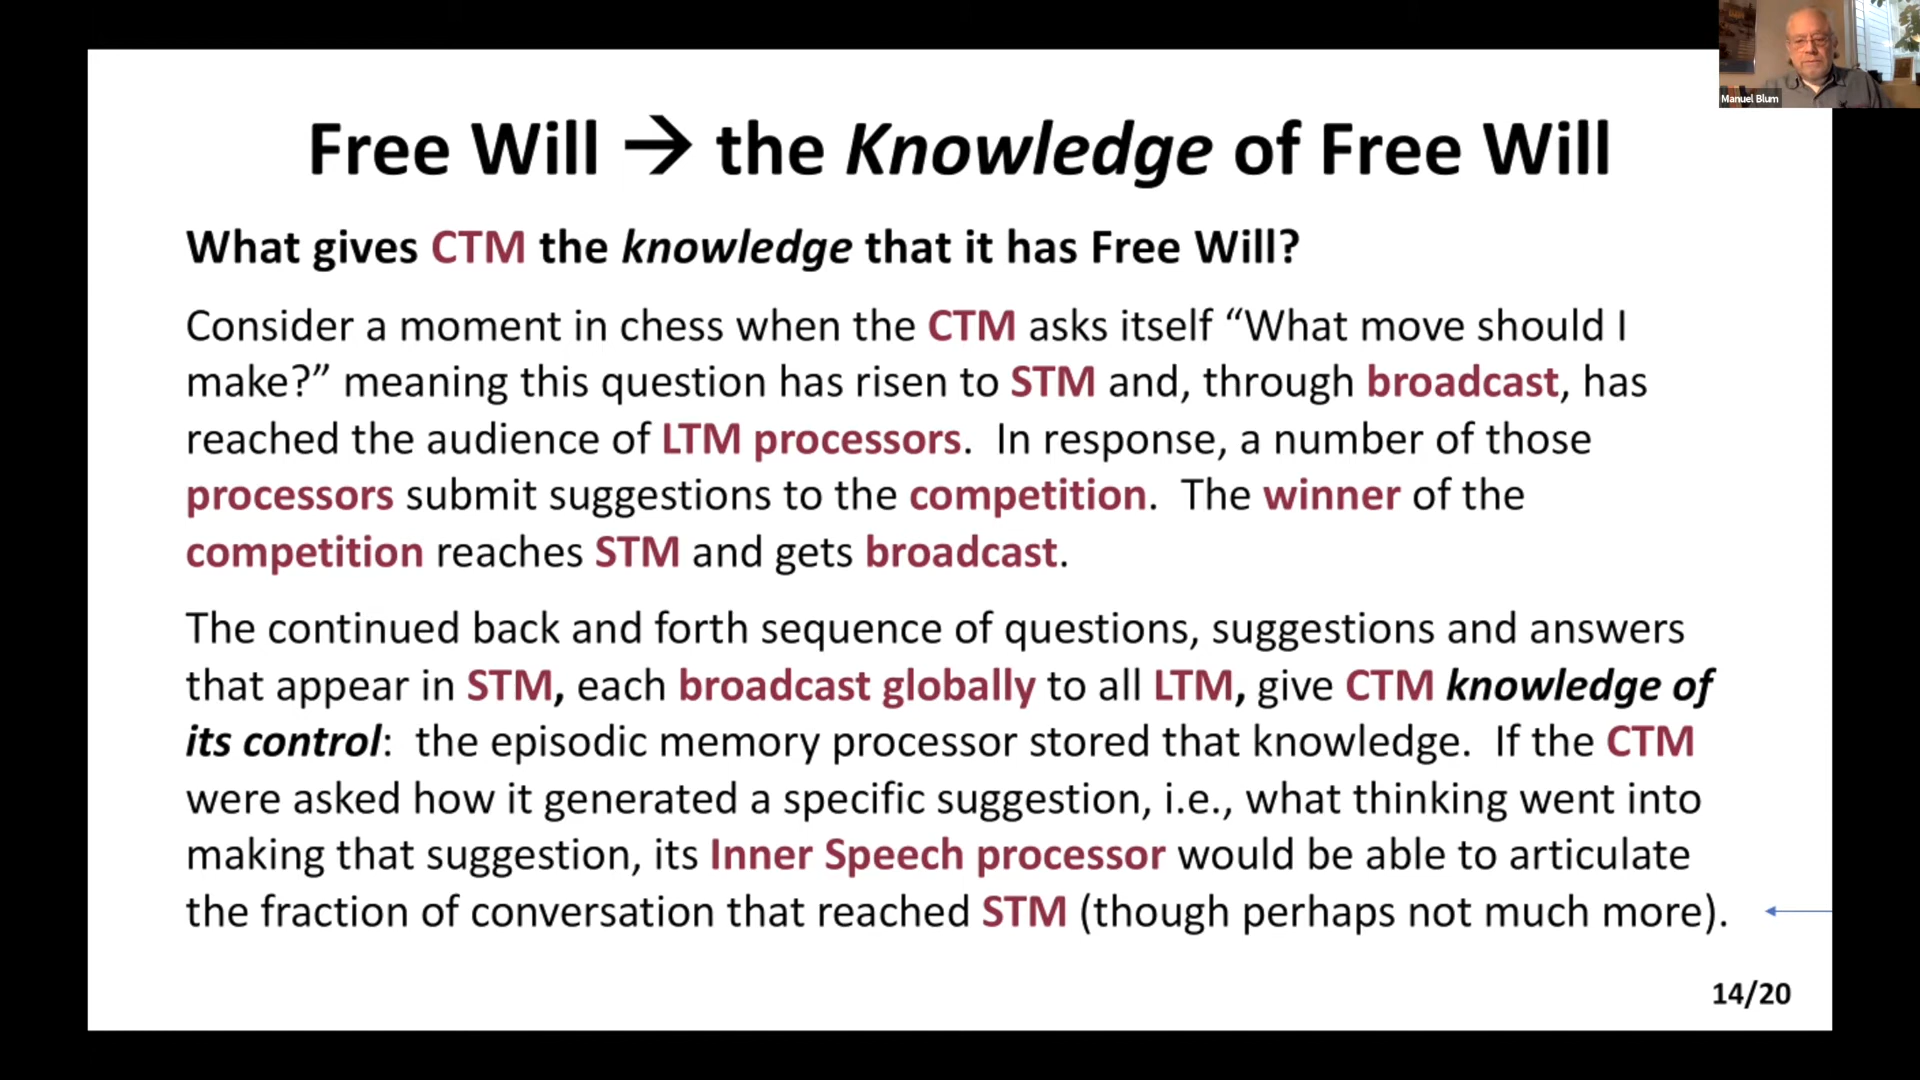 Manuel Blum
Free Will → the Knowledge of Free Will
What gives CTM the knowledge that it has Free Will?
Consider a moment in chess when the CTM asks itself “What move should I
make?” meaning this question has risen to STM and, through broadcast, has
reached the audience of LTM processors.  In response, a number of those
processors submit suggestions to the competition.  The winner of the
competition reaches STM and gets broadcast.
The continued back and forth sequence of questions, suggestions and answers
that appear in STM, each broadcast globally to all LTM, give CTM knowledge of
its control:  the episodic memory processor stored that knowledge.  If the CTM
were asked how it generated a specific suggestion, i.e., what thinking went into
making that suggestion, its Inner Speech processor would be able to articulate
the fraction of conversation that reached STM (though perhaps not much more).
14/20